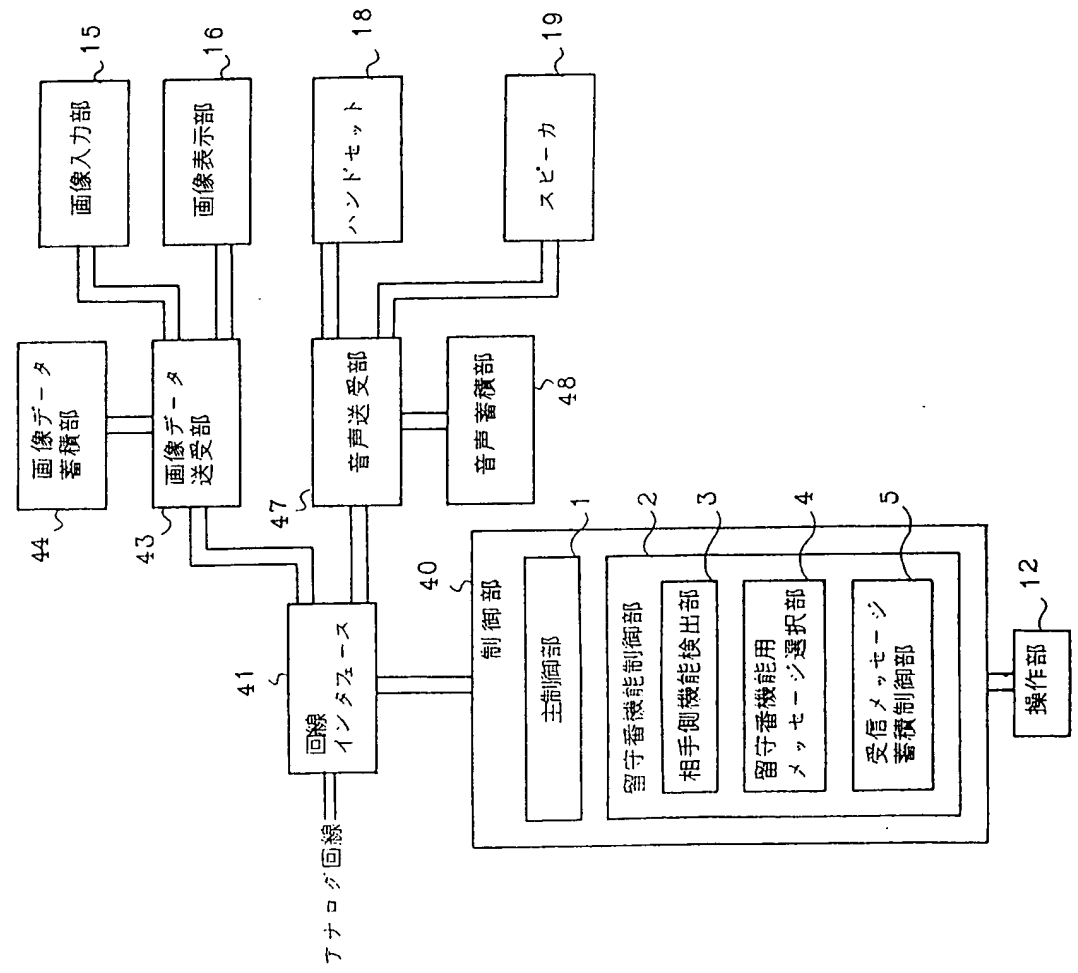 画像データ
蓄積部
44
画像入力部
15
画像データ
送受部
43
画像表示部
16
アナログ回線
回線
インタフェース
41
音声送受部
47
ハンドセット
18
音声蓄積部
48
スピーカ
19
制御部
40
主制御部
1
留守番機能制御部
2
相手側機能検出部
3
留守番機能用
メッセージ選択部
4
受信メッセージ
蓄積制御部
5
操作部
12